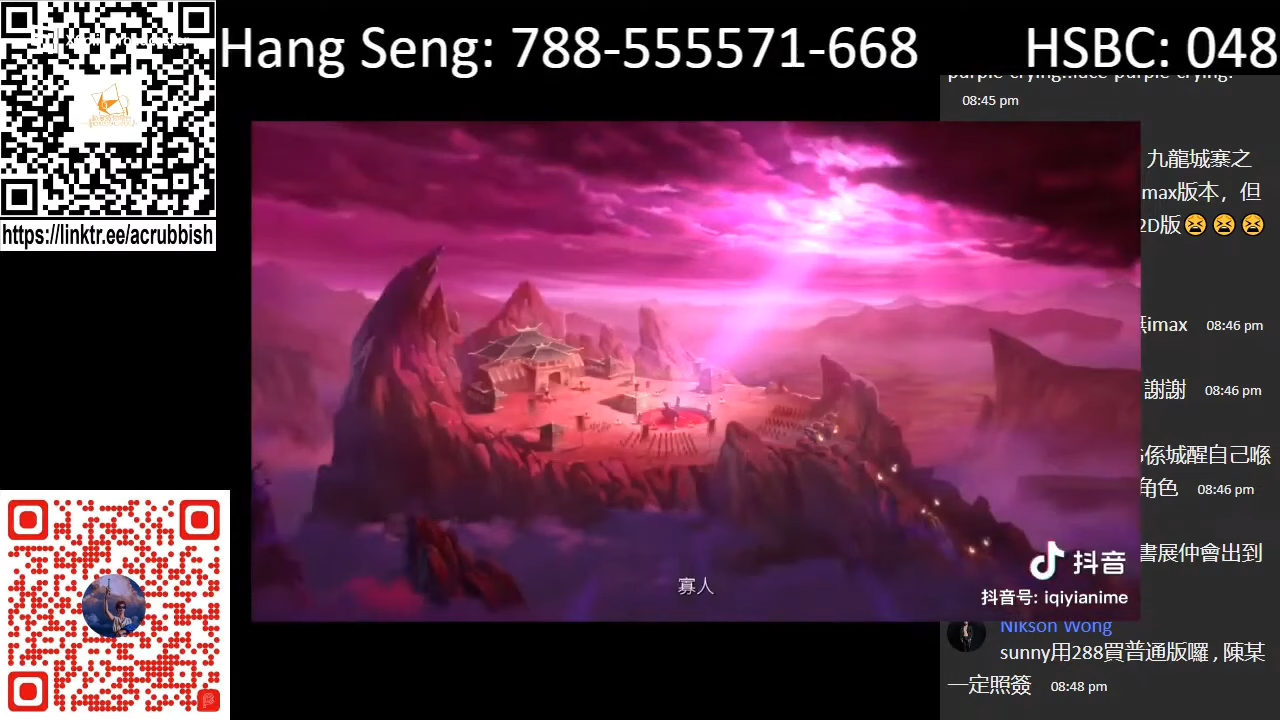 Hang Seng: 788-555571-668
HSBC: 048
08:45 pm
https://linktr.ee/acrubbish
九龍城寨之
max版本，但
2D版😫😫😫
imax 08:46 pm
謝謝 08:46 pm
係城醒自己喺
角色 08:46 pm
書展仲會出到
寡人
抖音
抖音号: iqiyianime
Nikson Wong
sunny用288買普通版囉 , 陳某
一定照簽 08:48 pm